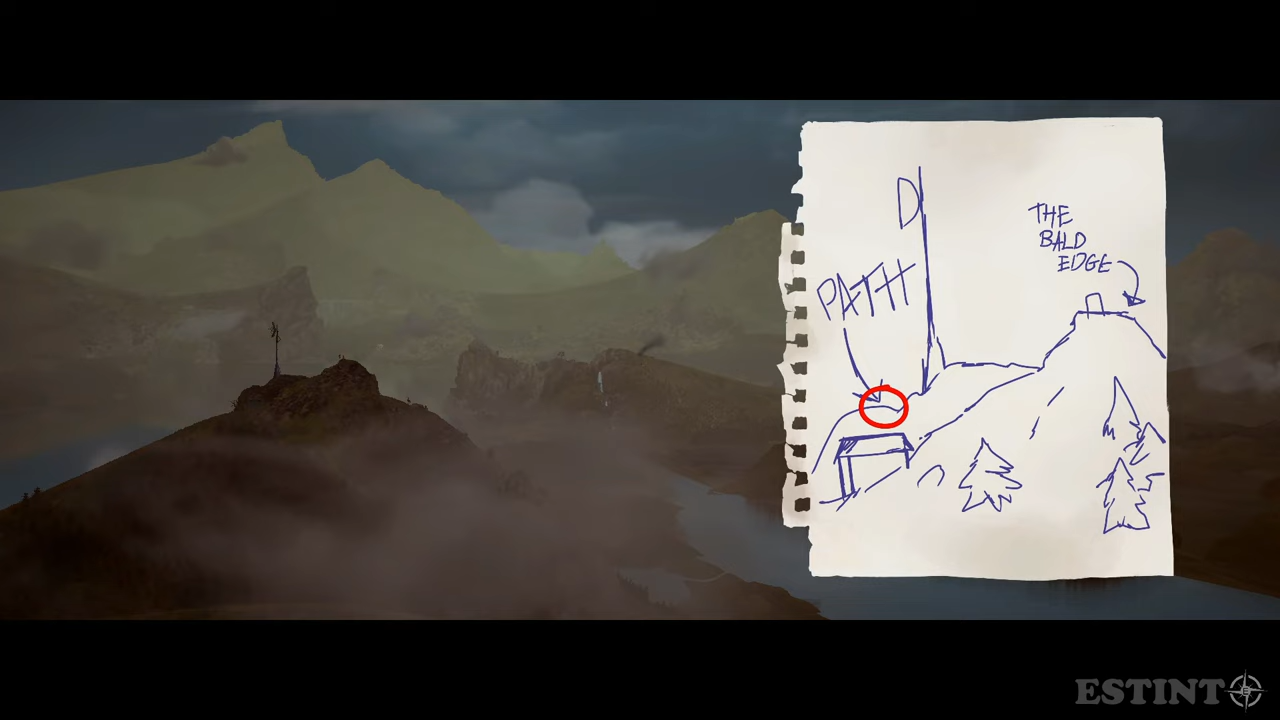 D
THE
BALD
EDGE
PATH
ESTINT